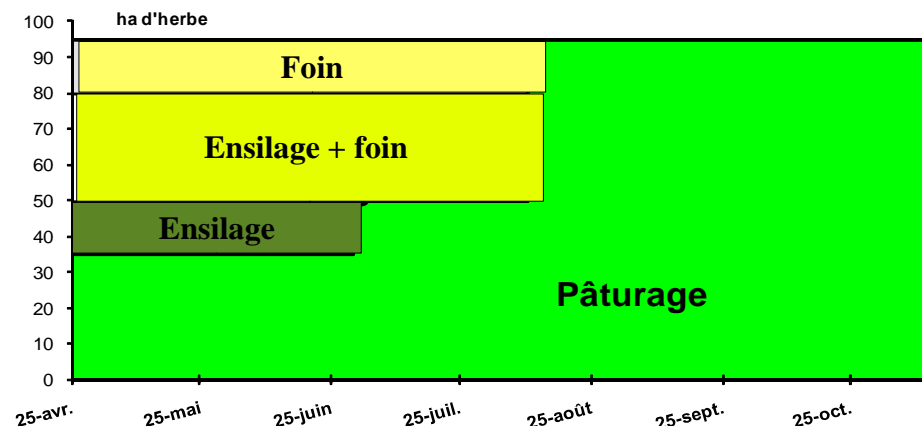 ha d'herbe
100
90
80
70
60
50
40
30
20
10
0
Foin
Ensilage + foin
Ensilage
Pâturage
25-avr.
25-mai
25-juin
25-juil.
25-août
25-sept.
25-oct.